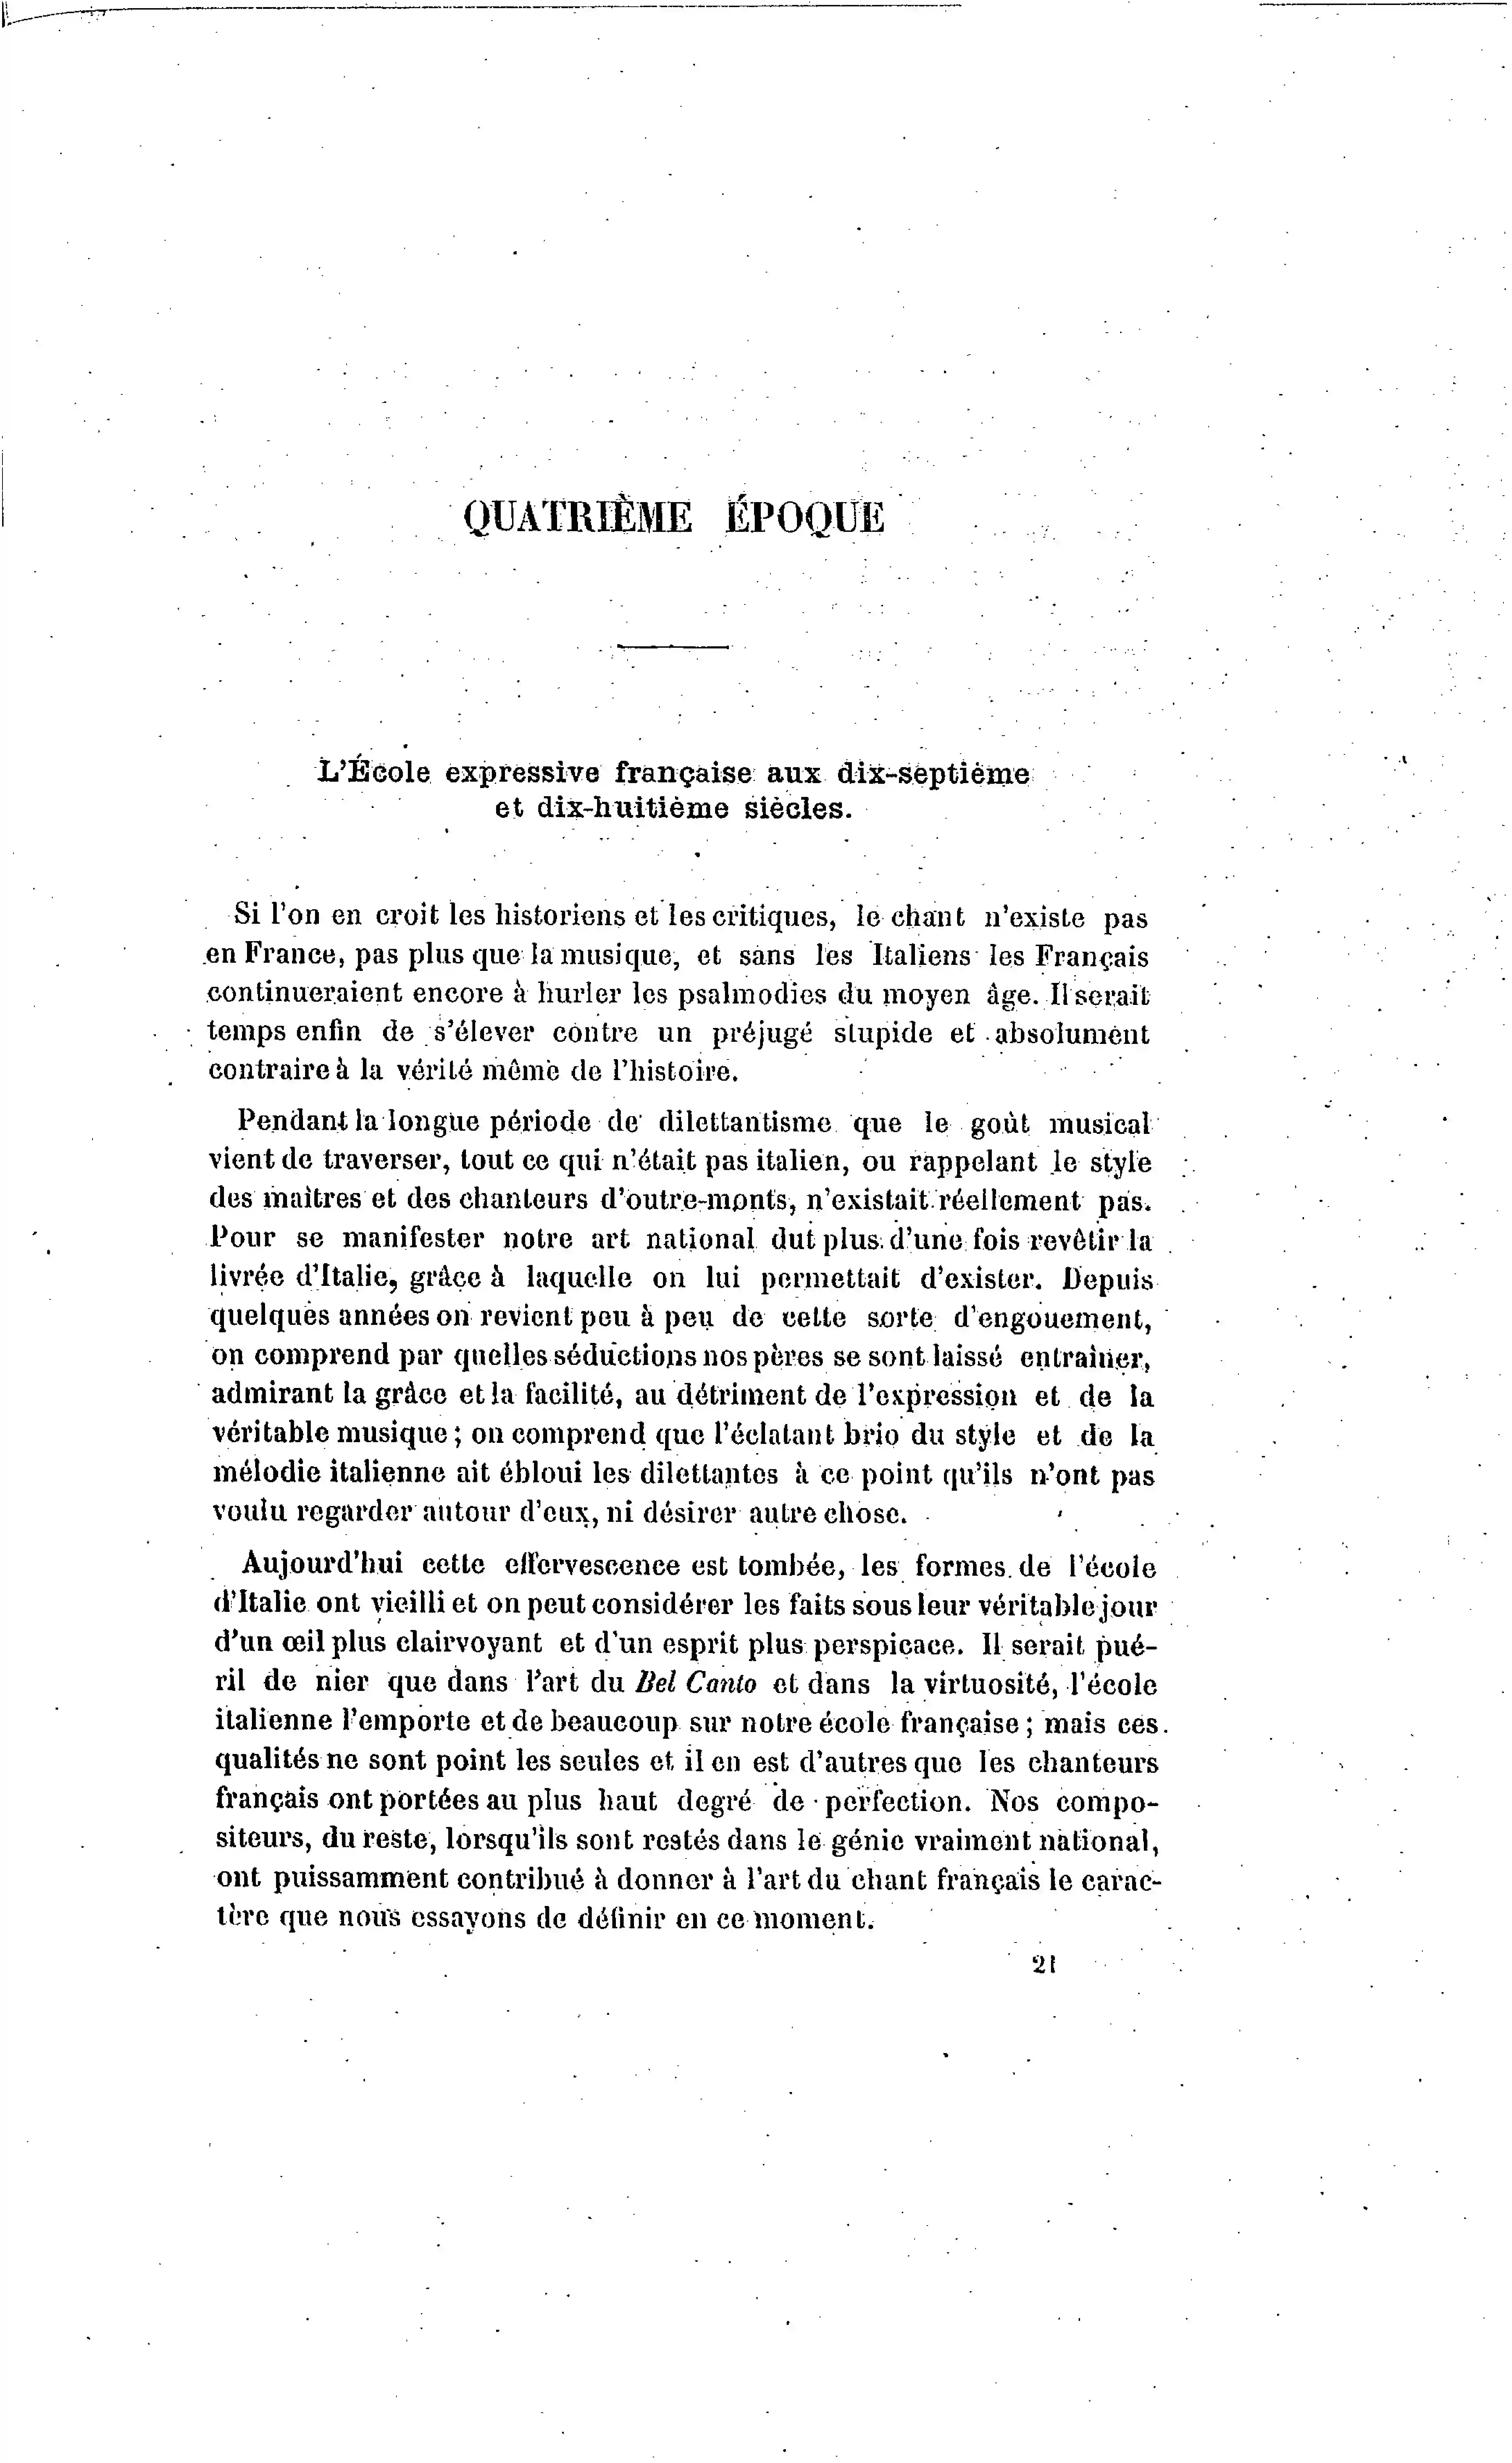 QUATRIÈME ÉPOQUE
L'École expressive française aux dix-septième
et dix-huitième siècles.
Si l'on en croit les historiens et les critiques, le chant n'existe pas
en France, pas plus que la musique, et sans les Italiens les Français
continueraient encore à hurler les psalmodies du moyen âge. Il serait
temps enfin de s'élever contre un préjugé stupide et absolument
contraire à la vérité même de l'histoire.
Pendant la longue période de dilettantisme que le goût musical
vient de traverser, tout ce qui n'était pas italien, ou rappelant le style
des maîtres et des chanteurs d'outre-monts, n'existait réellement pas.
Pour se manifester notre art national dut plus d'une fois revêtir la
livrée d'Italie, grâce à laquelle on lui permettait d'exister. Depuis
quelques années on revient peu à peu de cette sorte d'engouement,
on comprend par quelles séductions nos pères se sont laissé entraîner,
admirant la grâce et la facilité, au détriment de l'expression et de la
véritable musique ; on comprend que l'éclatant brio du style et de la
mélodie italienne ait ébloui les dilettantes à ce point qu'ils n'ont pas
voulu regarder autour d'eux, ni désirer autre chose.
Aujourd'hui cette effervescence est tombée, les formes de l'école
d'Italie ont vieilli et on peut considérer les faits sous leur véritable jour
d'un œil plus clairvoyant et d'un esprit plus perspicace. Il serait pué-
ril de nier que dans l'art du Bel Canto et dans la virtuosité, l'école
italienne l'emporte et de beaucoup sur notre école française ; mais ces
qualités ne sont point les seules et il en est d'autres que les chanteurs
français ont portées au plus haut degré de perfection. Nos compo-
siteurs, du reste, lorsqu'ils sont restés dans le génie vraiment national,
ont puissamment contribué à donner à l'art du chant français le carac-
tère que nous essayons de définir en ce moment.
21